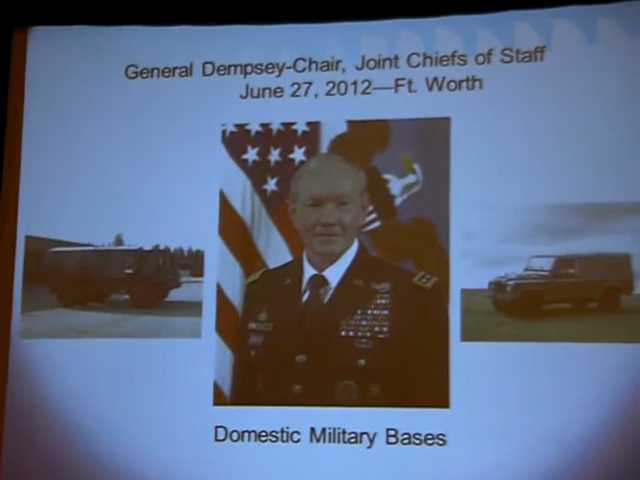 General Dempsey-Chair, Joint Chiefs of Staff
June 27, 2012—Ft. Worth
Domestic Military Bases